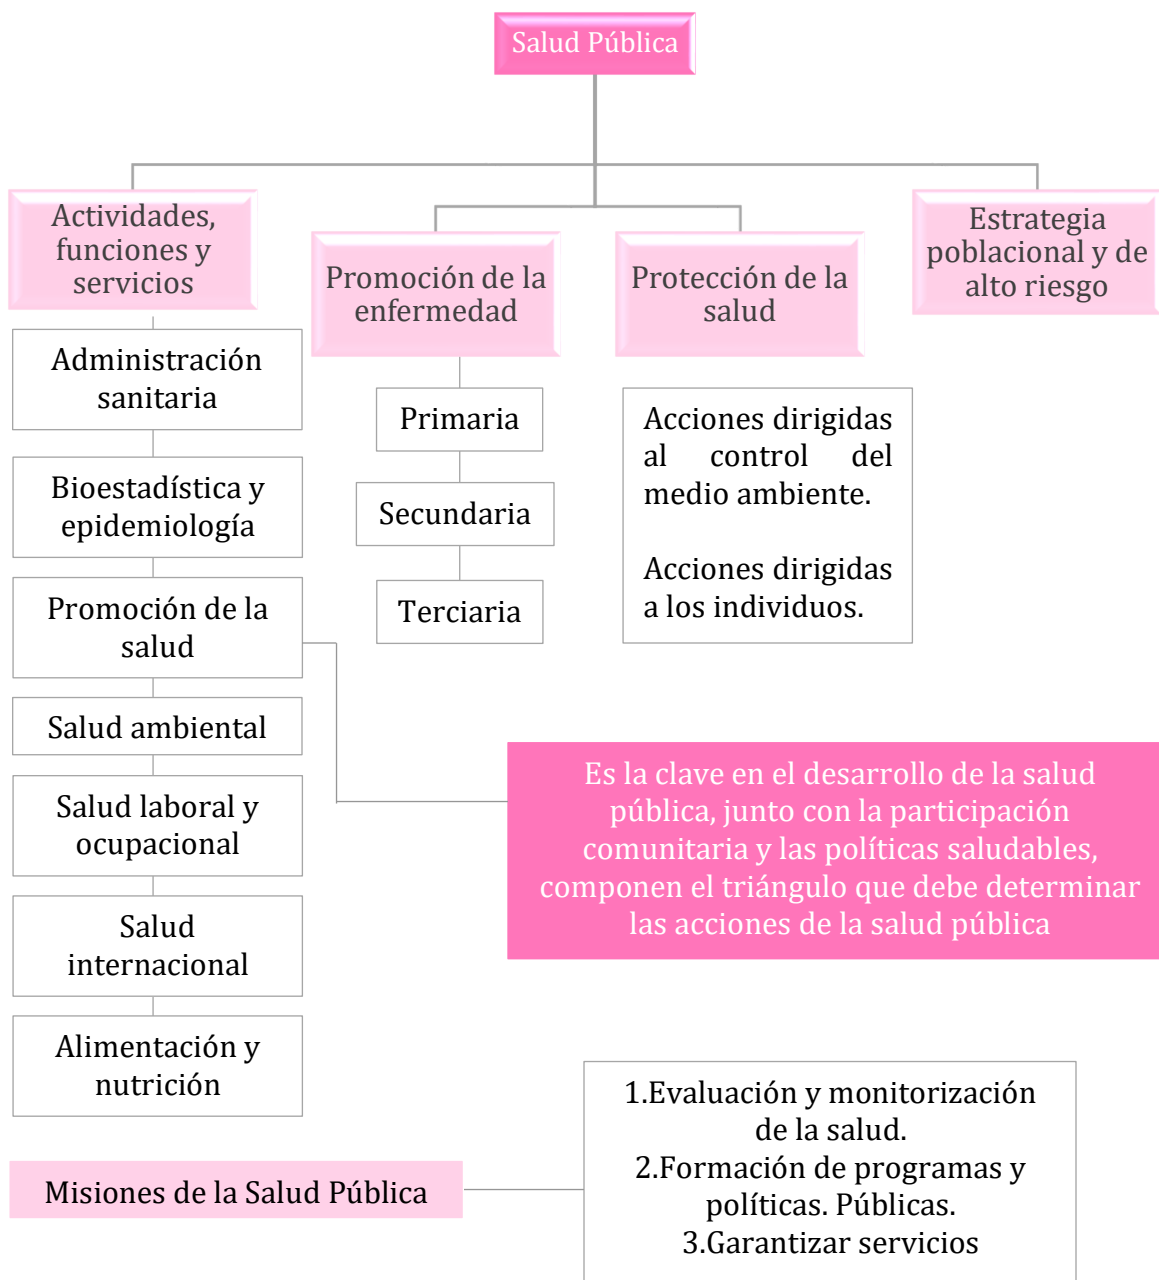 Salud Pública
Actividades,
funciones y
servicios
Administración
sanitaria
Bioestadística y
epidemiología
Promoción de la
salud
Salud ambiental
Salud laboral y
ocupacional
Salud
internacional
Alimentación y
nutrición
Promoción de la
enfermedad
Primaria
Secundaria
Terciaria
Protección de la
salud
Acciones dirigidas
al control del
medio ambiente.
Acciones dirigidas
a los individuos.
Estrategia
poblacional y de
alto riesgo
Es la clave en el desarrollo de la salud
pública, junto con la participación
comunitaria y las políticas saludables,
componen el triángulo que debe determinar
las acciones de la salud pública
Misiones de la Salud Pública
1.Evaluación y monitorización
de la salud.
2.Formación de programas y
políticas. Públicas.
3.Garantizar servicios